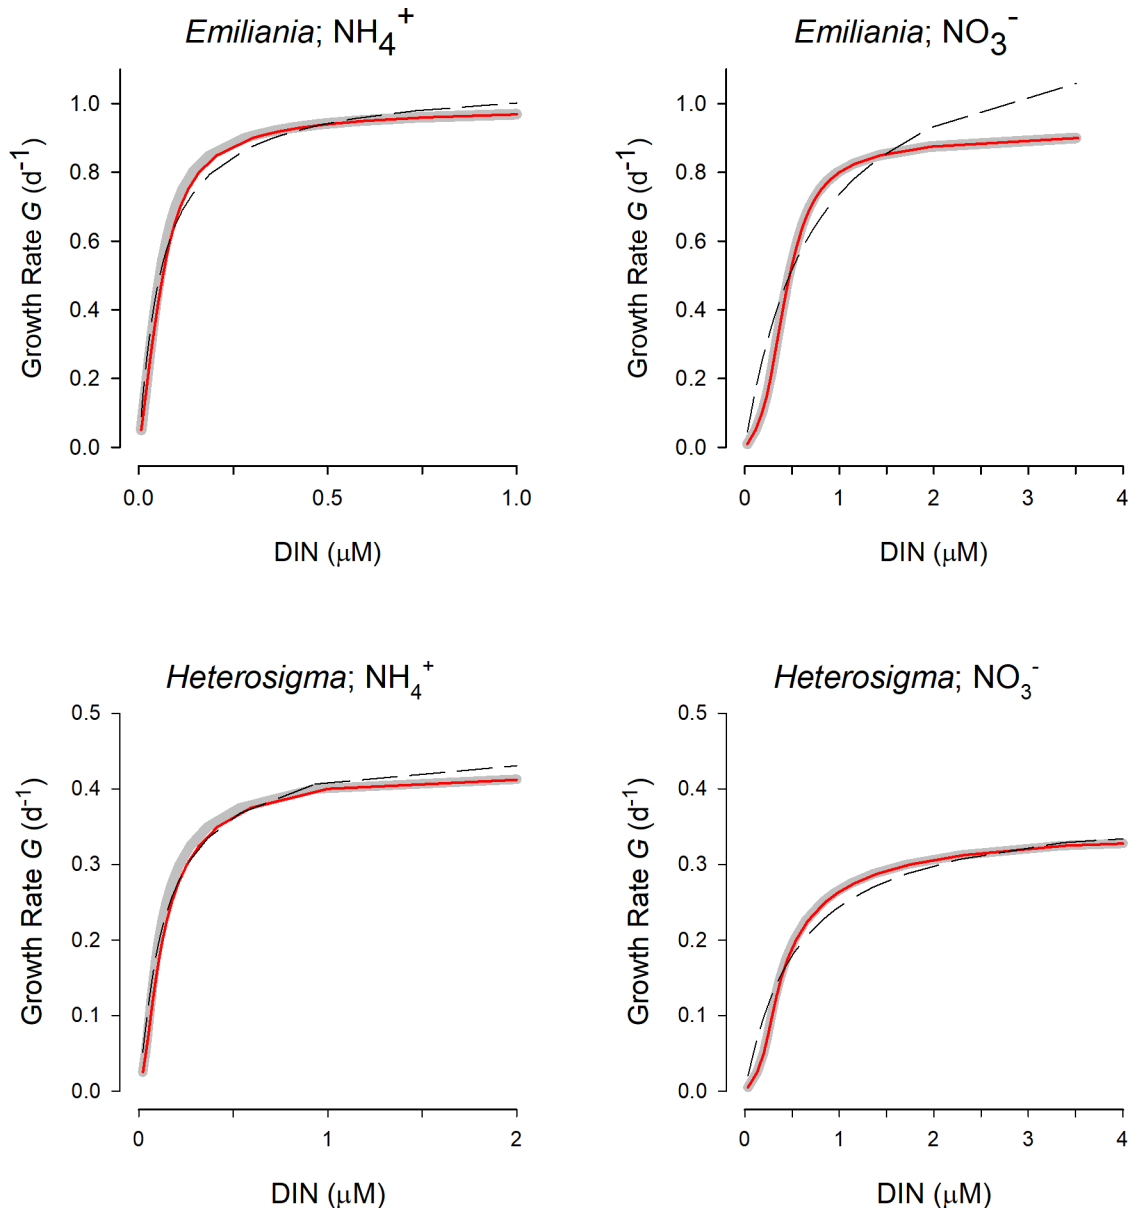 Emiliania; NH₄⁺
Emiliania; NO₃⁻
Growth Rate G (d⁻¹)
1.0
0.8
0.6
0.4
0.2
0.0
0.0 0.5 1.0
DIN (μM)
Growth Rate G (d⁻¹)
1.0
0.8
0.6
0.4
0.2
0.0
0 1 2 3 4
DIN (μM)
Heterosigma; NH₄⁺
Heterosigma; NO₃⁻
Growth Rate G (d⁻¹)
0.5
0.4
0.3
0.2
0.1
0.0
0 1 2
DIN (μM)
Growth Rate G (d⁻¹)
0.5
0.4
0.3
0.2
0.1
0.0
0 1 2 3 4
DIN (μM)